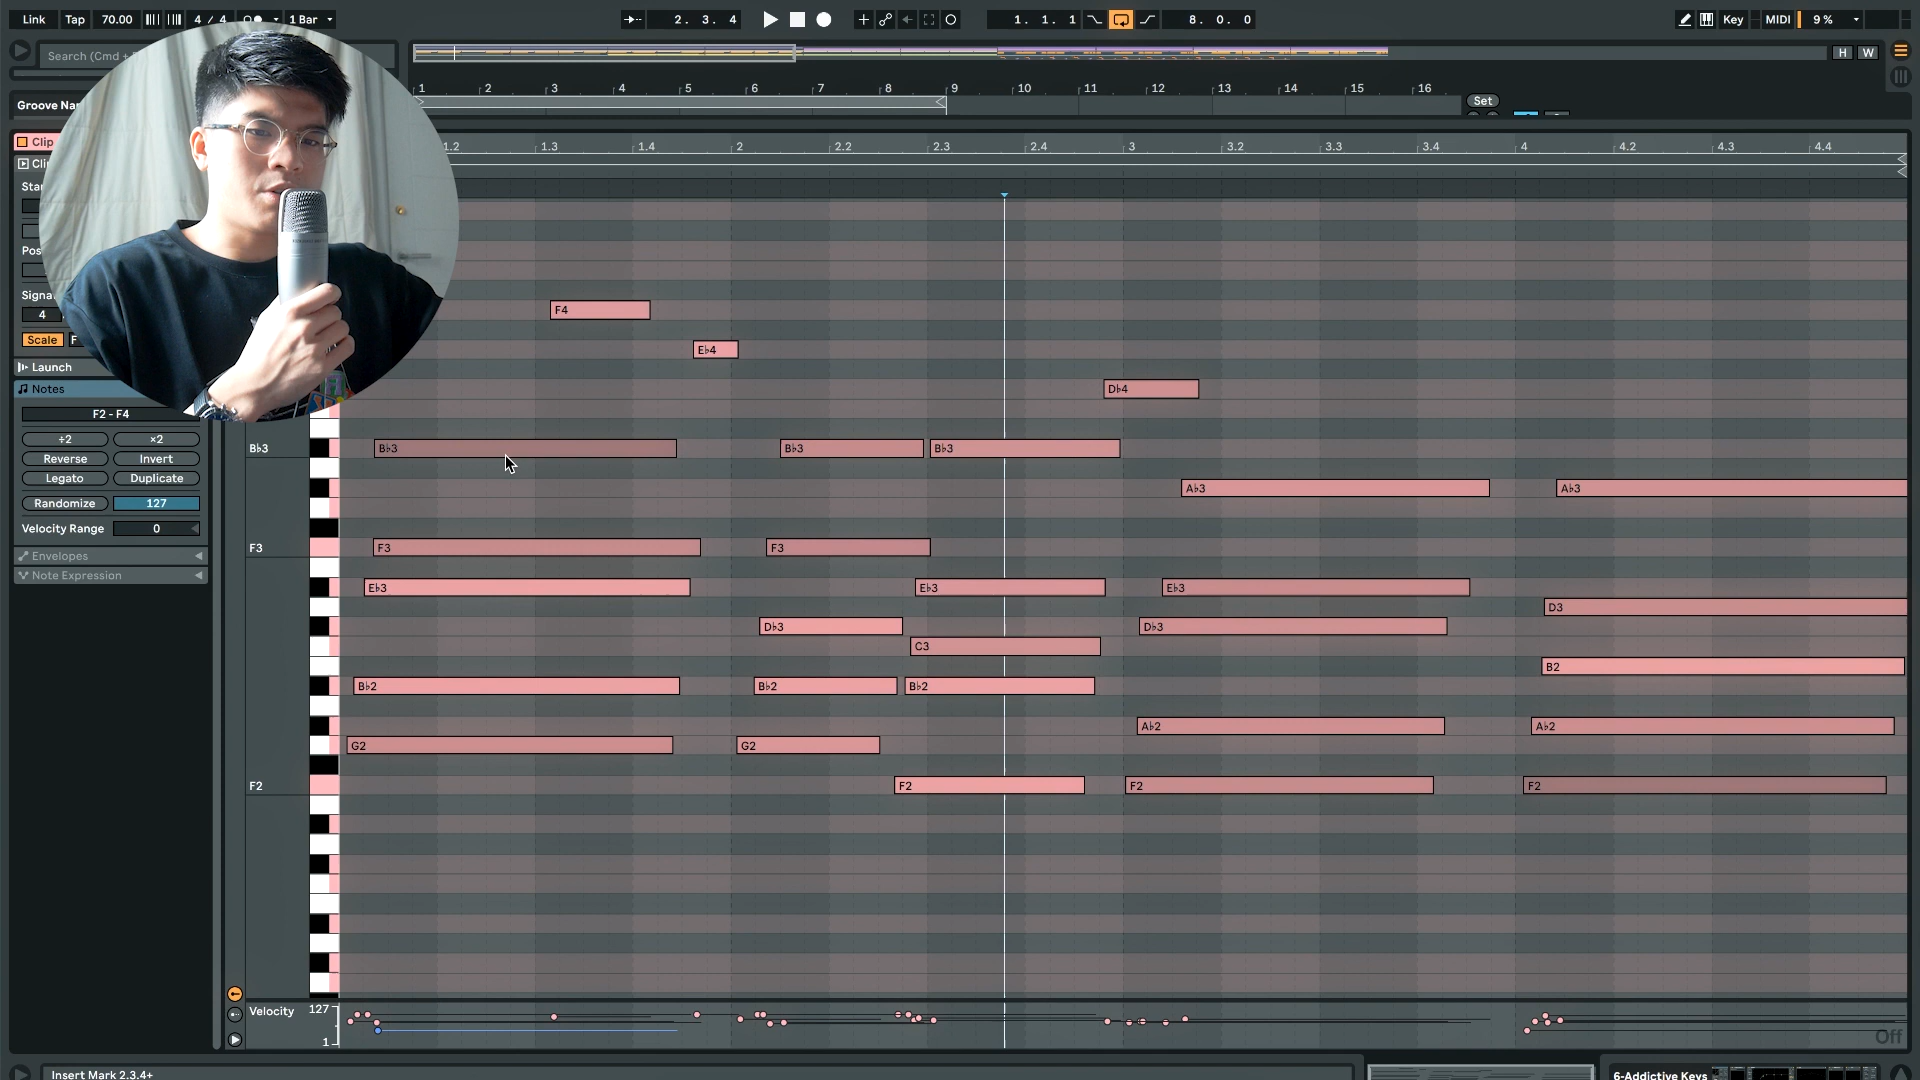 Link Tap 70.00 4 / 4 1 Bar 2. 3. 4 1. 1. 1 8. 0. 0 Key MIDI 9 %
Search (Cmd + H W
1 2 3 4 5 6 7 8 9 10 11 12 13 14 15 16
Set
Groove Nar
Clip
1.2 1.3 1.4 2 2.2 2.3 2.4 3 3.2 3.3 3.4 4 4.2 4.3 4.4
Clip
Star
Pos
Signa
4
F4
Scale F
E♭4
Launch
Notes
D♭4
F2 - F4
÷2 ×2
B♭3 B♭3 B♭3 B♭3
Reverse Invert
Legato Duplicate
A♭3 A♭3
Randomize 127
Velocity Range 0
F3 F3 F3
Envelopes
Note Expression
E♭3 E♭3 E♭3
D3
D♭3 D♭3
C3
B2
B♭2 B♭2 B♭2
A♭2 A♭2
G2 G2
F2 F2 F2 F2
Velocity 127
1
Off
Insert Mark 2.3.4+
6-Addictive Keys